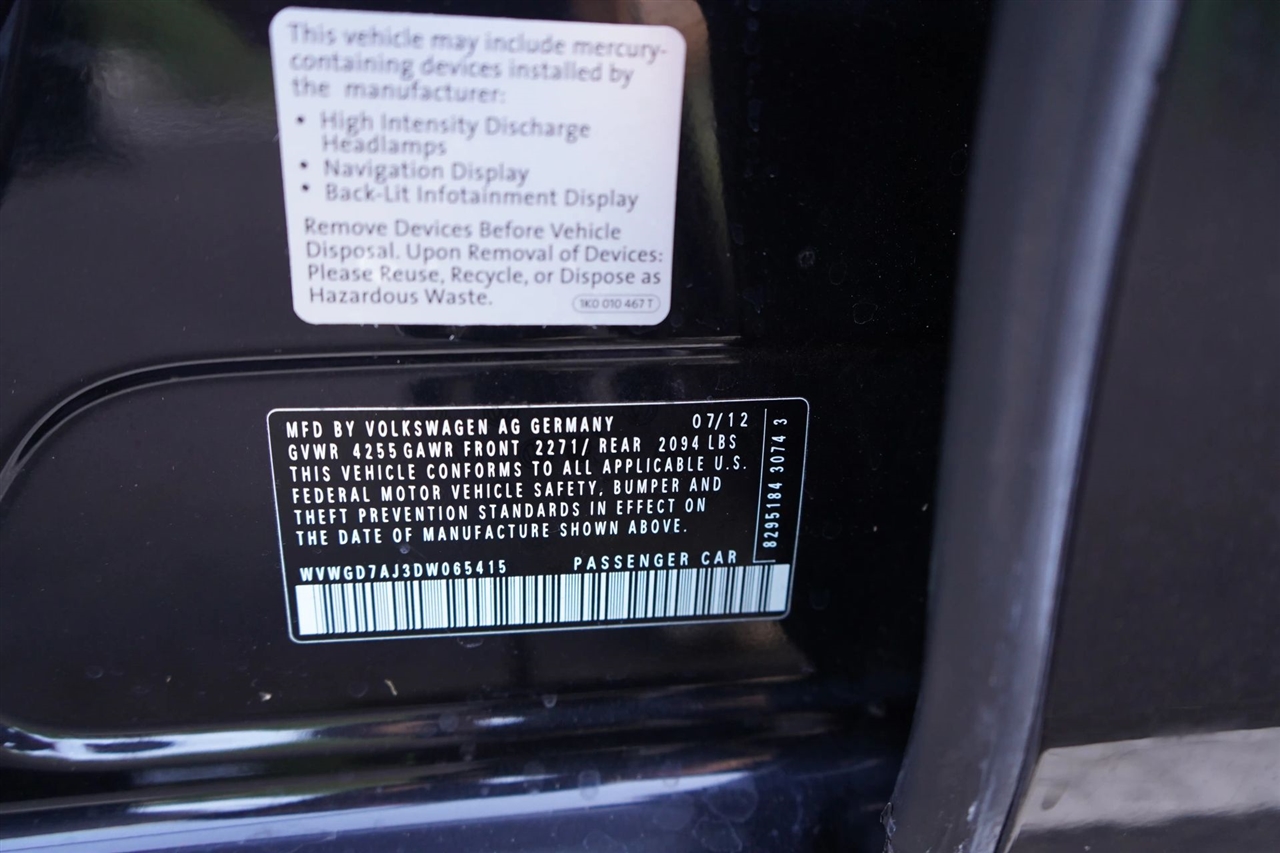 This vehicle may include mercury-
containing devices installed by
the manufacturer:
• High Intensity Discharge
Headlamps
• Navigation Display
• Back-Lit Infotainment Display
Remove Devices Before Vehicle
Disposal. Upon Removal of Devices:
Please Reuse, Recycle, or Dispose as
Hazardous Waste.
1K0 010 467 T
MFD BY VOLKSWAGEN AG GERMANY 07/12
GVWR 4255 GAWR FRONT 2271/ REAR 2094 LBS
THIS VEHICLE CONFORMS TO ALL APPLICABLE U.S.
FEDERAL MOTOR VEHICLE SAFETY, BUMPER AND
THEFT PREVENTION STANDARDS IN EFFECT ON
THE DATE OF MANUFACTURE SHOWN ABOVE.
WVWGD7AJ3DW065415 PASSENGER CAR
8295184 3074 3